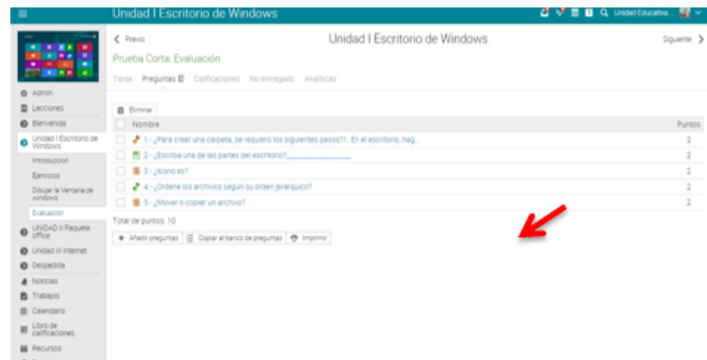 Unidad I Escritorio de Windows
Unidad Educativa ...
Previo
Unidad I Escritorio de Windows
Siguiente
Prueba Corta: Evaluación
Tarea Preguntas Calificaciones No entregado Analíticas
Admin
Lecciones
Bienvenida
Unidad I Escritorio de
Windows
Introduccion
Ejercicios
Dibujar la Ventana de
windows
Evaluación
UNIDAD II Paquete
office
Unidad III Internet
Despedida
Noticias
Trabajos
Calendario
Libro de
calificaciones
Recursos
Eliminar
Nombre Puntos
1.- ¿Para crear una carpeta, se requiero los siguientes pasos?1. En el escritorio, hag... 2
2.- ¿Escriba una de las partes del escritorio?____________ 2
3.- ¿Icono es? 2
4.- ¿Ordene los archivos según su orden jerárquico? 2
5.- ¿Mover o copiar un archivo? 2
Total de puntos: 10
Añadir preguntas Copiar al banco de preguntas Imprimir